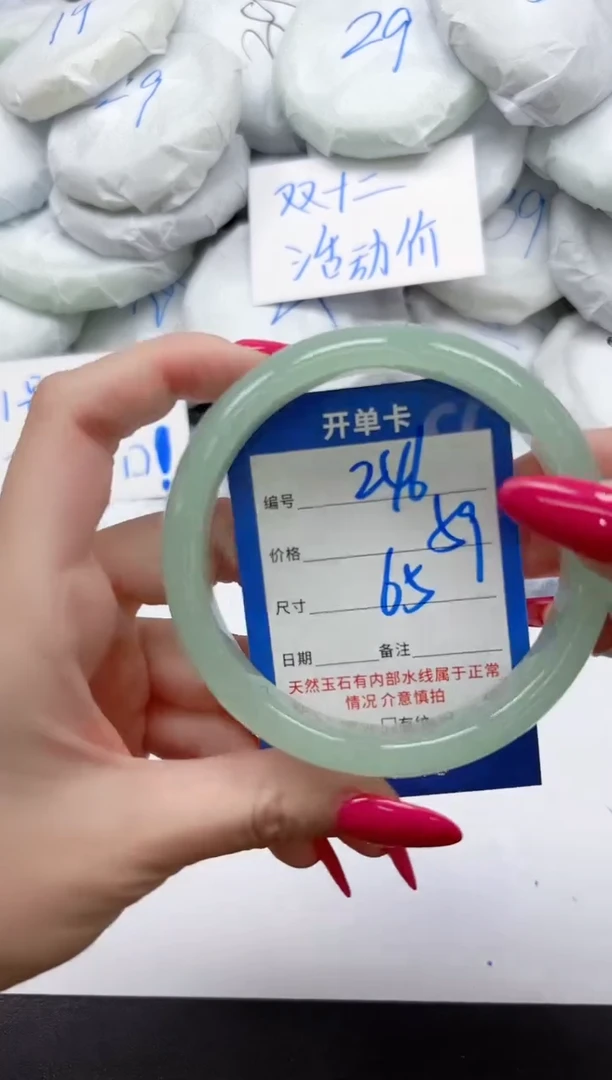 19
29
29
双十二
活动价
39
开单卡
编号 246
价格 59
尺寸 65
日期 备注
天然玉石有内部水线属于正常
情况 介意慎拍